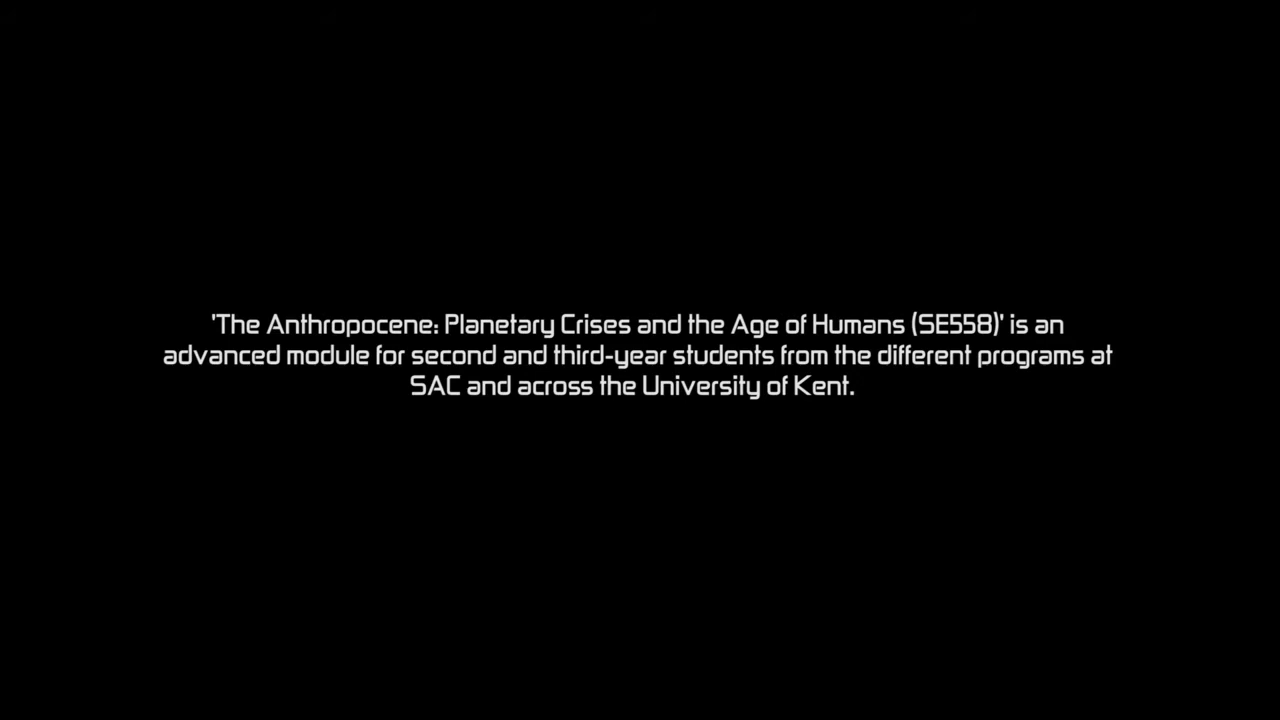 'The Anthropocene: Planetary Crises and the Age of Humans (SE558)' is an
advanced module for second and third-year students from the different programs at
SAC and across the University of Kent.